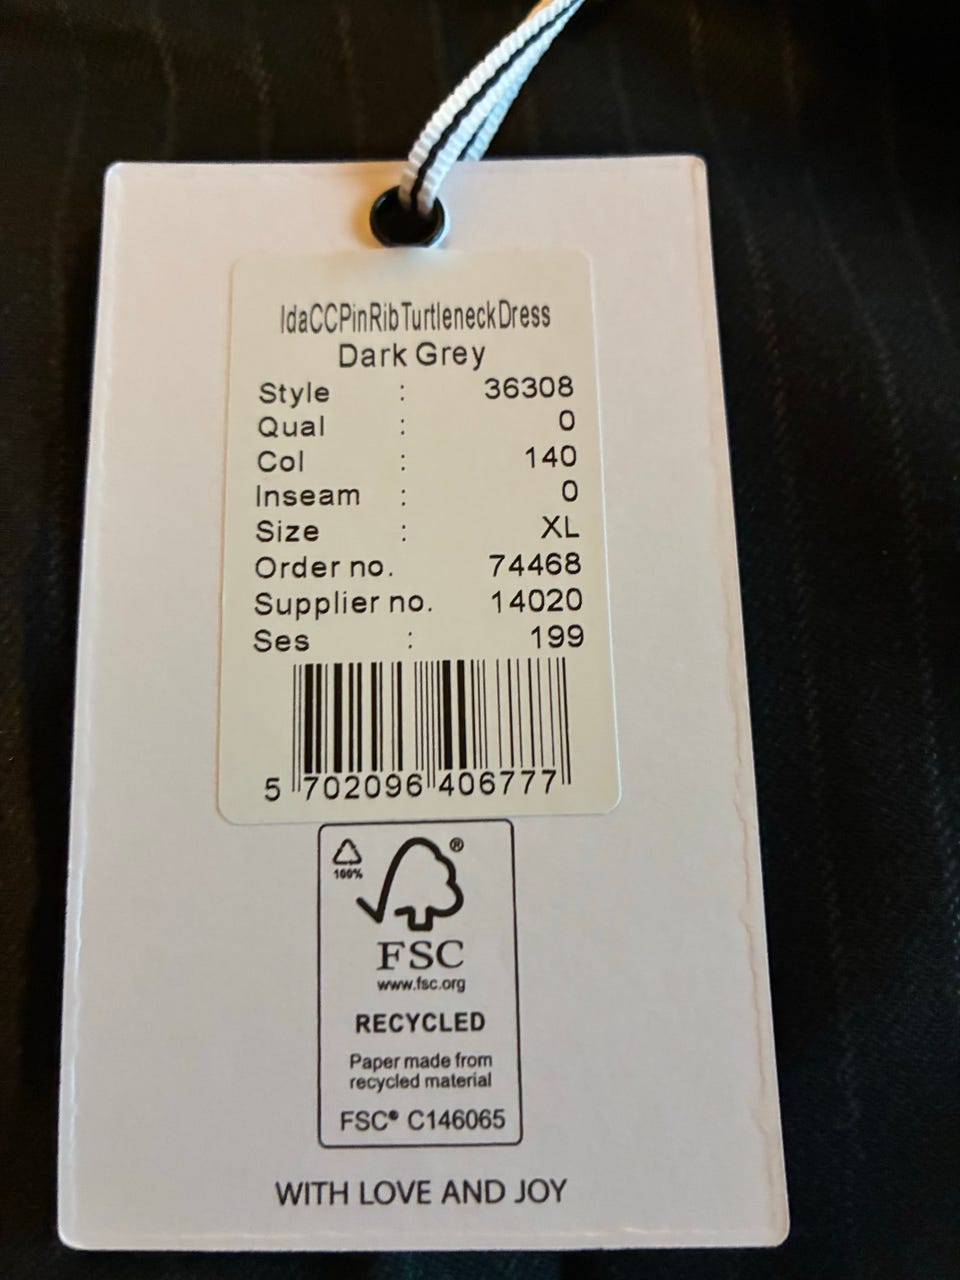 IdaCCPinRibTurtleneckDress
Dark Grey
Style : 36308
Qual : 0
Col : 140
Inseam : 0
Size : XL
Order no. 74468
Supplier no. 14020
Ses : 199
5 702096 406777
100%
®
FSC
www.fsc.org
RECYCLED
Paper made from
recycled material
FSC® C146065
WITH LOVE AND JOY